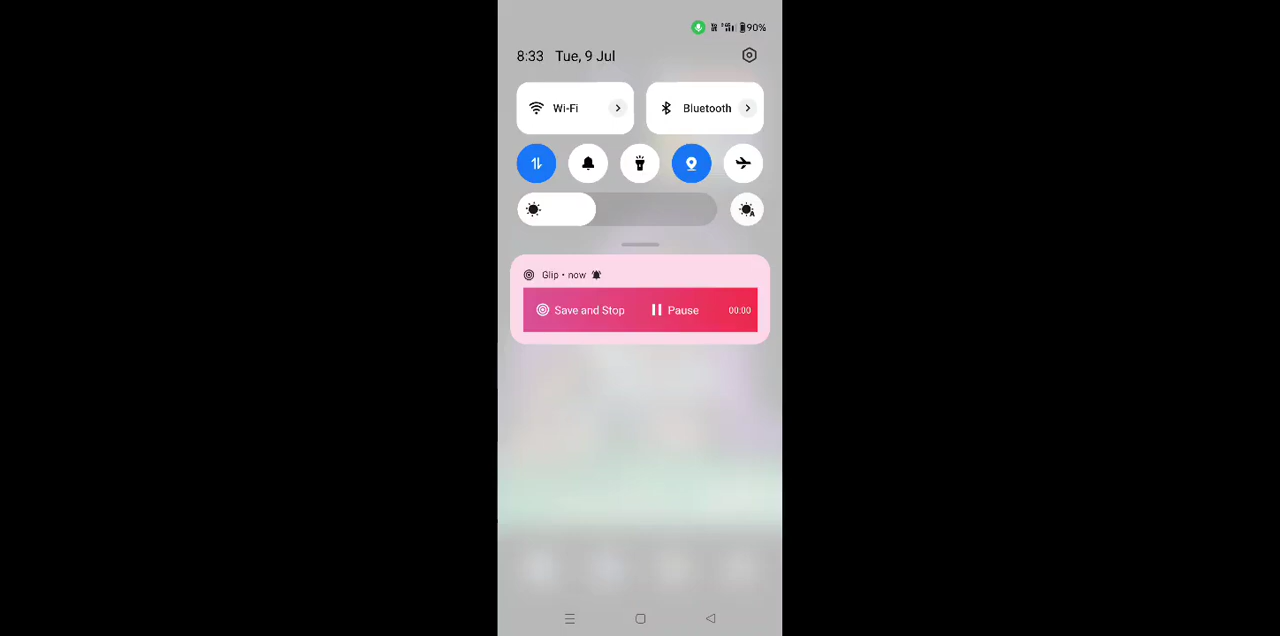 90%
8:33 Tue, 9 Jul
Wi-Fi Bluetooth
Glip • now
Save and Stop Pause 00:00